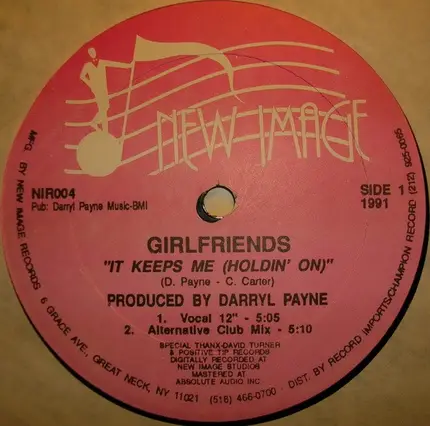 NEW IMAGE
NIR004
Pub: Darryl Payne Music-BMI
SIDE 1
1991
GIRLFRIENDS
"IT KEEPS ME (HOLDIN' ON)"
(D. Payne - C. Carter)
PRODUCED BY DARRYL PAYNE
1. Vocal 12" - 5:05
2. Alternative Club Mix - 5:10
SPECIAL THANX-DAVID TURNER
& POSITIVE TIP RECORDS
DIGITALLY RECORDED AT
NEW IMAGE STUDIOS
MASTERED AT
ABSOLUTE AUDIO INC.
MFG. BY NEW IMAGE RECORDS 6 GRACE AVE., GREAT NECK, NY 11021 (516) 466-0700 · DIST. BY RECORD IMPORTS/CHAMPION RECORD (212) 925-0095